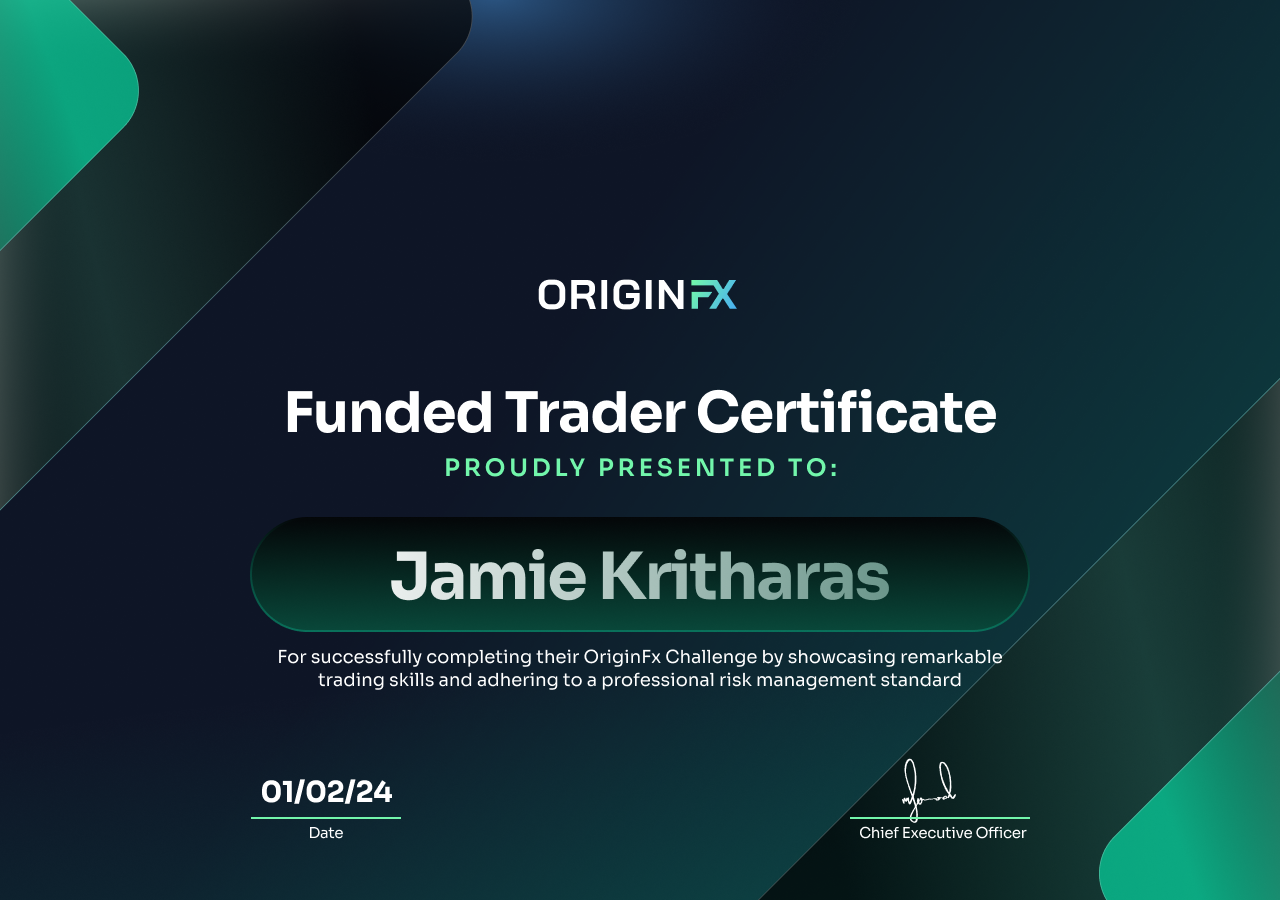 ORIGINFX
Funded Trader Certificate
PROUDLY PRESENTED TO:
Jamie Kritharas
For successfully completing their OriginFx Challenge by showcasing remarkable
trading skills and adhering to a professional risk management standard
01/02/24
Date
Chief Executive Officer